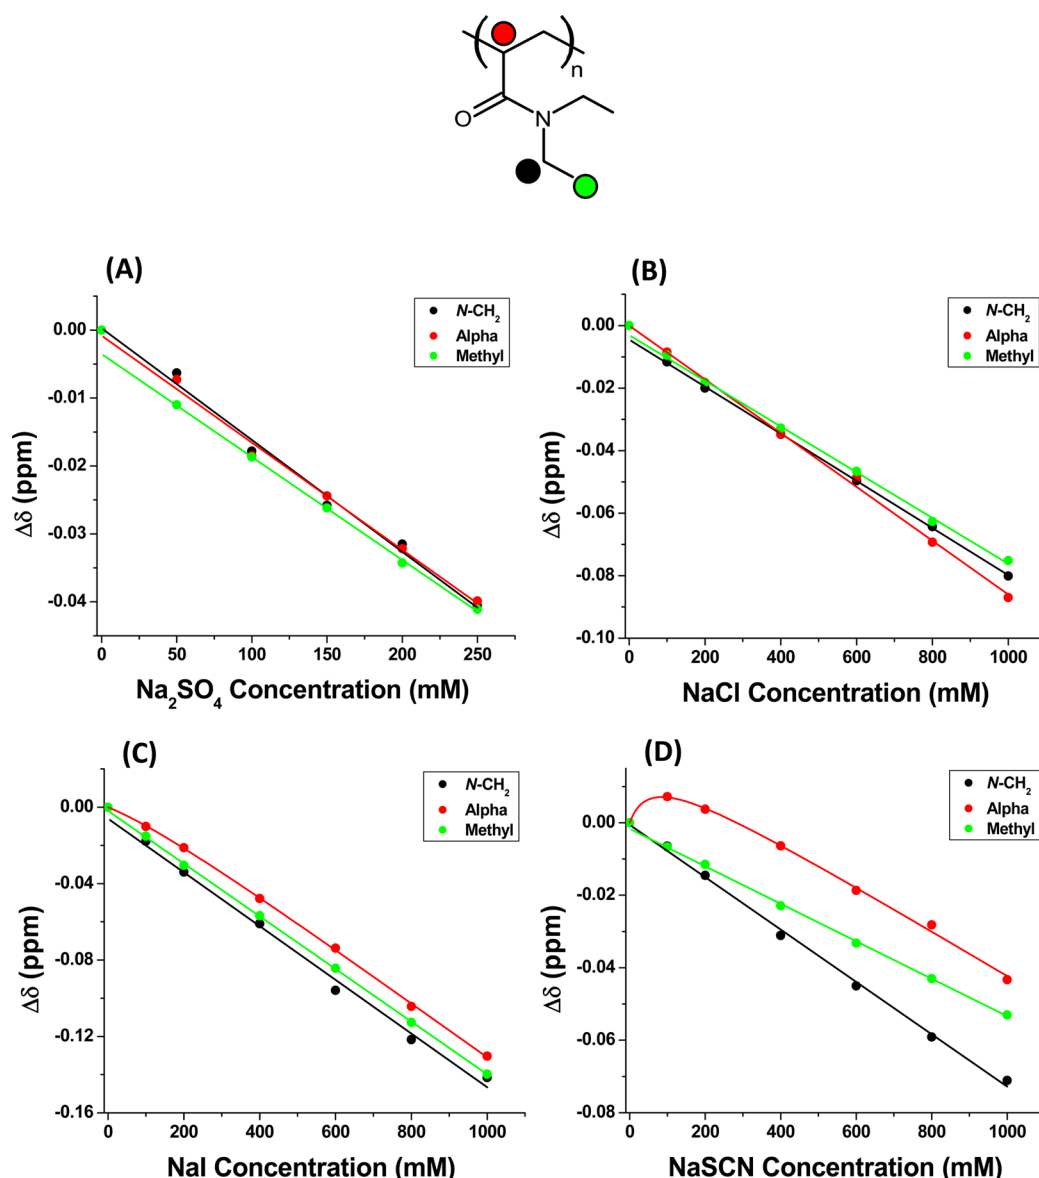 n
O
N
(A)
N-CH₂
Alpha
Methyl
0.00
-0.01
-0.02
-0.03
-0.04
Δδ (ppm)
0 50 100 150 200 250
Na₂SO₄ Concentration (mM)
(B)
N-CH₂
Alpha
Methyl
0.00
-0.02
-0.04
-0.06
-0.08
-0.10
Δδ (ppm)
0 200 400 600 800 1000
NaCl Concentration (mM)
(C)
N-CH₂
Alpha
Methyl
0.00
-0.04
-0.08
-0.12
-0.16
Δδ (ppm)
0 200 400 600 800 1000
NaI Concentration (mM)
(D)
N-CH₂
Alpha
Methyl
0.00
-0.02
-0.04
-0.06
-0.08
Δδ (ppm)
0 200 400 600 800 1000
NaSCN Concentration (mM)